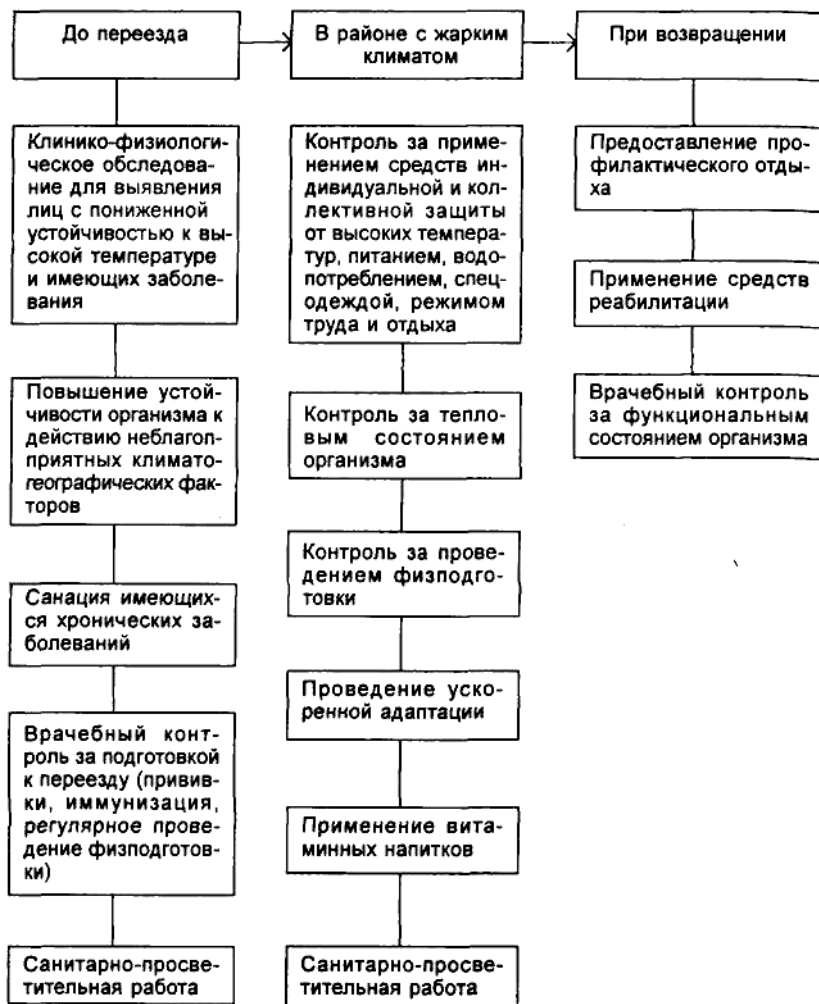 До переезда
В районе с жарким
климатом
При возвращении
Клинико-физиологи-
ческое обследова-
ние для выявления
лиц с пониженной
устойчивостью к вы-
сокой температуре
и имеющих заболе-
вания
Повышение устой-
чивости организма к
действию неблагоп-
приятных климато-
географических фак-
торов
Санация имеющих-
ся хронических за-
болеваний
Врачебный конт-
роль за подготовкой
к переезду (привив-
ки, иммунизация,
регулярное прове-
дение физподготов-
ки)
Санитарно-просве-
тительная работа
Контроль за приме-
нением средств ин-
дивидуальной и кол-
лективной защиты
от высоких темпера-
тур, питанием, водо-
потреблением, спец-
одеждой, режимом
труда и отдыха
Контроль за тепло-
вым состоянием
организма
Контроль за прове-
дением физподго-
товки
Проведение уско-
ренной адаптации
Применение вита-
минных напитков
Санитарно-просве-
тительная работа
Предоставление про-
филактического отды-
ха
Применение средств
реабилитации
Врачебный контроль
за функциональным
состоянием организма